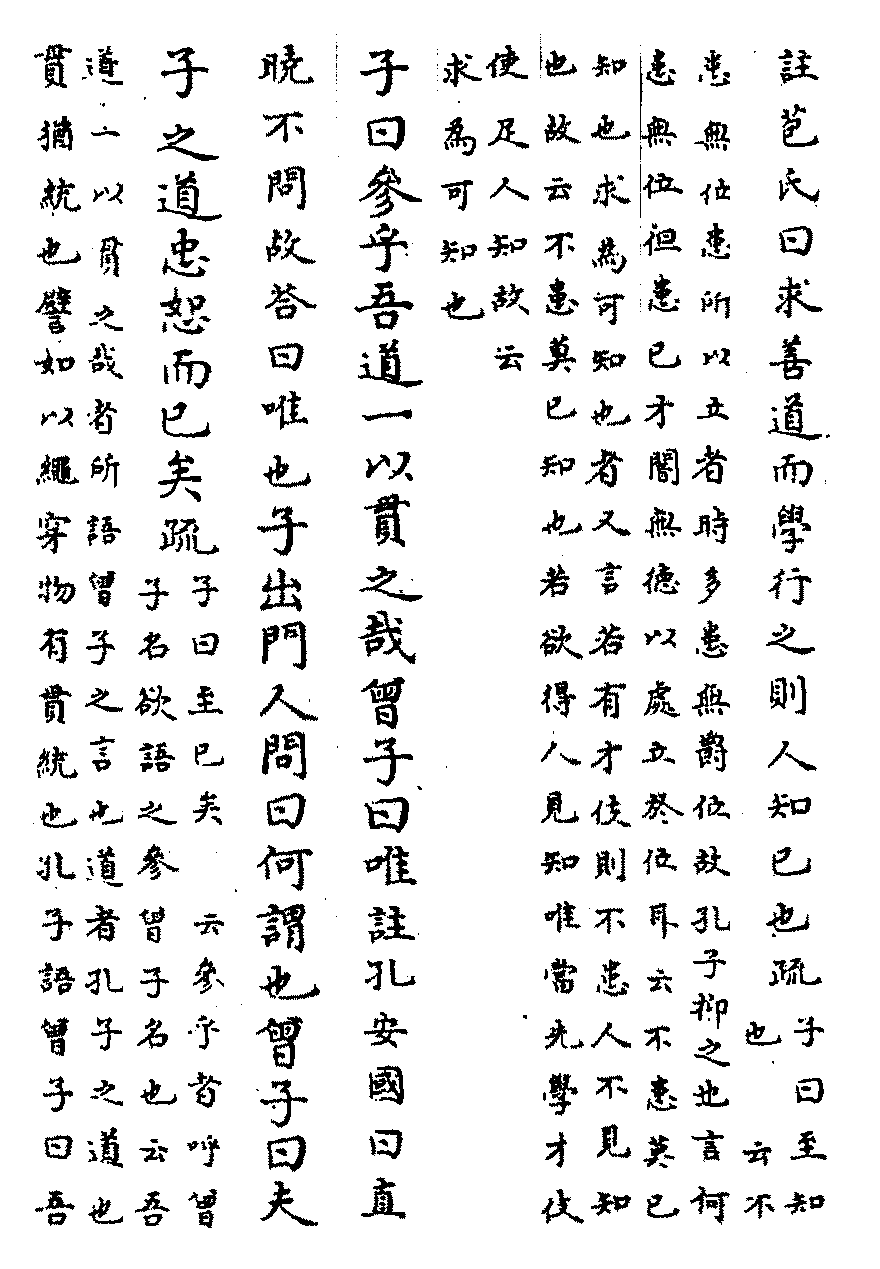 註苞氏曰求善道而學行之則人知已也疏
子曰至知
也　云不
患無位患所以立者時多患無爵位故孔子抑之也言何
患無位但患已才闇無德以處立於位耳云不患莫已
知也求為可知也者又言若有才伎則不患人不見知
也故云不患莫已知也若欲得人見知唯當先學才伎
使足人知故云
求為可知也
子曰參乎吾道一以貫之哉曾子曰唯註孔安國曰直
曉不問故荅曰唯也子出門人問曰何謂也曾子曰夫
子之道忠恕而已矣疏
子曰至已矣　云參乎者呼曾
子名欲語之參曾子名也云吾
道一以貫之哉者所語曾子之言也道者孔子之道也
貫猶統也譬如以繩穿物有貫統也孔子語曾子曰吾